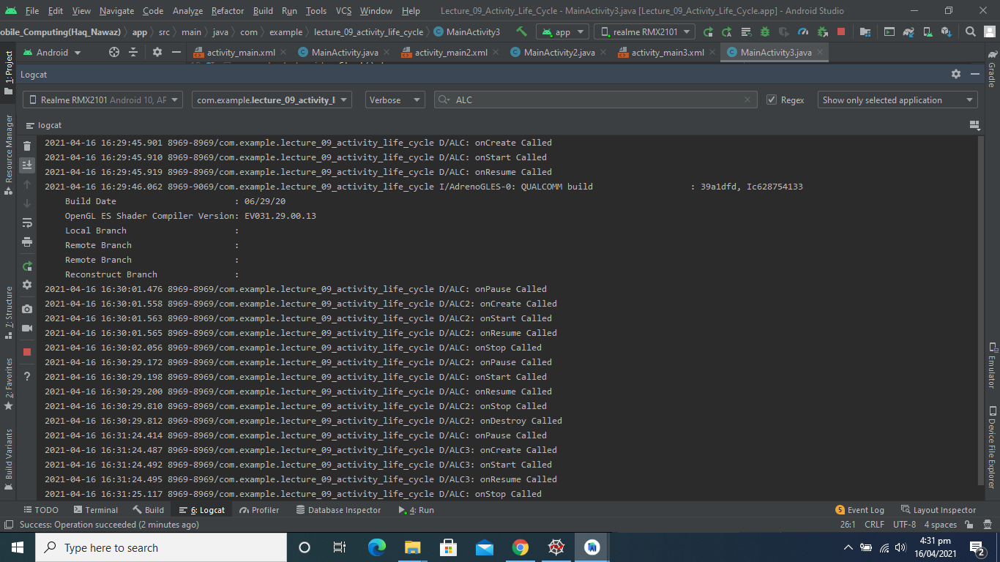 File Edit View Navigate Code Analyze Refactor Build Run Tools VCS Window Help Lecture_09_Activity_Life_Cycle - MainActivity3.java [Lecture_09_Activity_Life_Cycle.app] - Android Studio
obile_Computing(Haq_Nawaz) app src main java com example lecture_09_activity_life_cycle MainActivity3 app realme RMX2101
Android activity_main.xml MainActivity.java activity_main2.xml MainActivity2.java activity_main3.xml MainActivity3.java
Logcat
Realme RMX2101 Android 10, AP com.example.lecture_09_activity_l Verbose ALC Regex Show only selected application
logcat
2021-04-16 16:29:45.901 8969-8969/com.example.lecture_09_activity_life_cycle D/ALC: onCreate Called
2021-04-16 16:29:45.910 8969-8969/com.example.lecture_09_activity_life_cycle D/ALC: onStart Called
2021-04-16 16:29:45.919 8969-8969/com.example.lecture_09_activity_life_cycle D/ALC: onResume Called
2021-04-16 16:29:46.062 8969-9069/com.example.lecture_09_activity_life_cycle I/AdrenoGLES-0: QUALCOMM build : 39a1dfd, Ic628754133
Build Date : 06/29/20
OpenGL ES Shader Compiler Version: EV031.29.00.13
Local Branch :
Remote Branch :
Remote Branch :
Reconstruct Branch :
2021-04-16 16:30:01.476 8969-8969/com.example.lecture_09_activity_life_cycle D/ALC: onPause Called
2021-04-16 16:30:01.558 8969-8969/com.example.lecture_09_activity_life_cycle D/ALC2: onCreate Called
2021-04-16 16:30:01.563 8969-8969/com.example.lecture_09_activity_life_cycle D/ALC2: onStart Called
2021-04-16 16:30:01.565 8969-8969/com.example.lecture_09_activity_life_cycle D/ALC2: onResume Called
2021-04-16 16:30:02.056 8969-8969/com.example.lecture_09_activity_life_cycle D/ALC: onStop Called
2021-04-16 16:30:29.172 8969-8969/com.example.lecture_09_activity_life_cycle D/ALC2: onPause Called
2021-04-16 16:30:29.198 8969-8969/com.example.lecture_09_activity_life_cycle D/ALC: onStart Called
2021-04-16 16:30:29.200 8969-8969/com.example.lecture_09_activity_life_cycle D/ALC: onResume Called
2021-04-16 16:30:29.810 8969-8969/com.example.lecture_09_activity_life_cycle D/ALC2: onStop Called
2021-04-16 16:30:29.812 8969-8969/com.example.lecture_09_activity_life_cycle D/ALC2: onDestroy Called
2021-04-16 16:31:24.414 8969-8969/com.example.lecture_09_activity_life_cycle D/ALC: onPause Called
2021-04-16 16:31:24.487 8969-8969/com.example.lecture_09_activity_life_cycle D/ALC3: onCreate Called
2021-04-16 16:31:24.492 8969-8969/com.example.lecture_09_activity_life_cycle D/ALC3: onStart Called
2021-04-16 16:31:24.495 8969-8969/com.example.lecture_09_activity_life_cycle D/ALC3: onResume Called
2021-04-16 16:31:25.117 8969-8969/com.example.lecture_09_activity_life_cycle D/ALC: onStop Called
1: Project
Resource Manager
7: Structure
2: Favorites
Build Variants
Gradle
Emulator
Device File Explorer
TODO Terminal Build 6: Logcat Profiler Database Inspector 4: Run 5 Event Log Layout Inspector
Success: Operation succeeded (2 minutes ago) 26:1 CRLF UTF-8 4 spaces
Type here to search
4:31 pm
16/04/2021
2